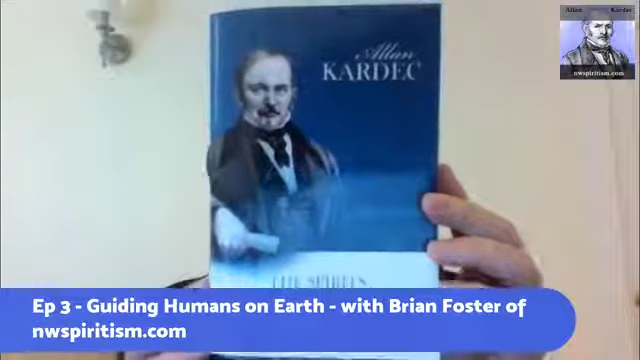 Allan Kardec
nwspiritism.com
Allan
KARDEC
THE SPIRITS
Ep 3 - Guiding Humans on Earth - with Brian Foster of
nwspiritism.com